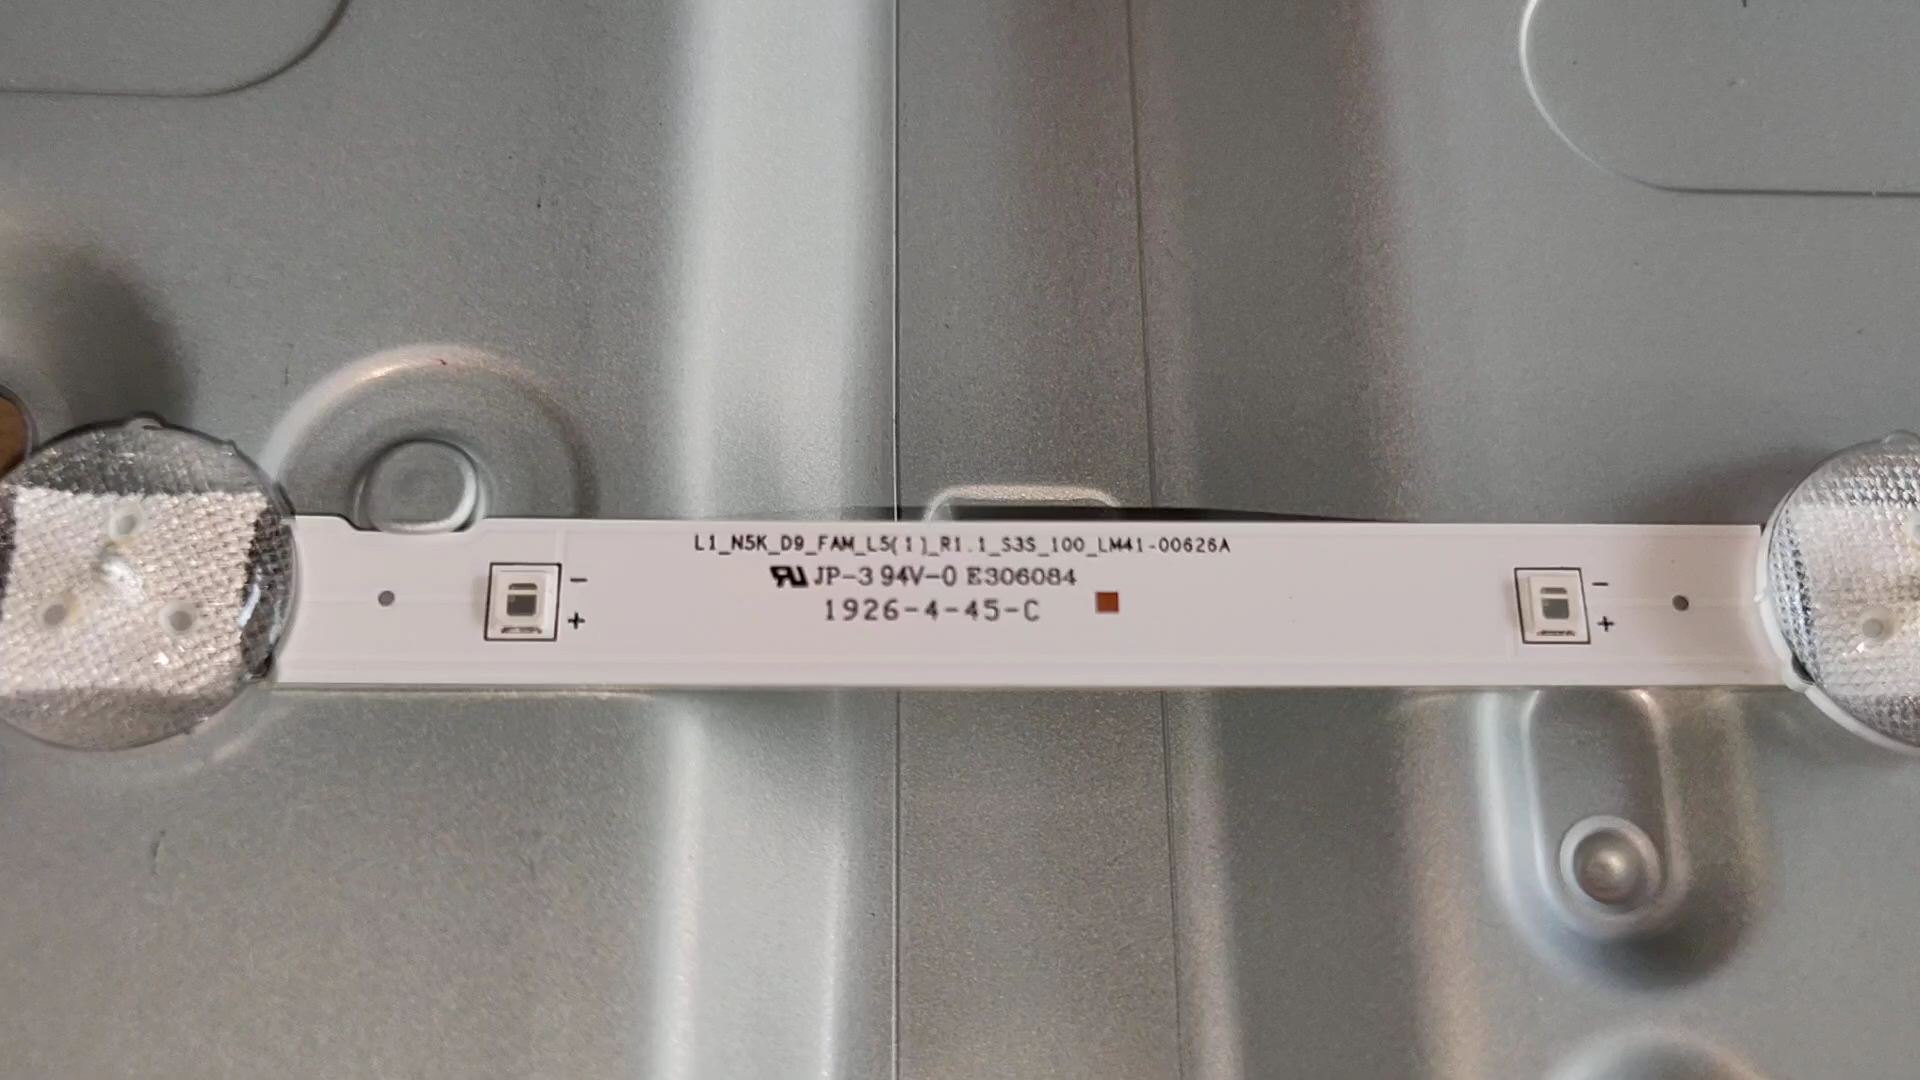 L1_N5K_D9_FAM_L5(1)_R1.1_S3S_100_LM41-00626A
JP-3 94V-0 E306084
1926-4-45-C
- +
- +